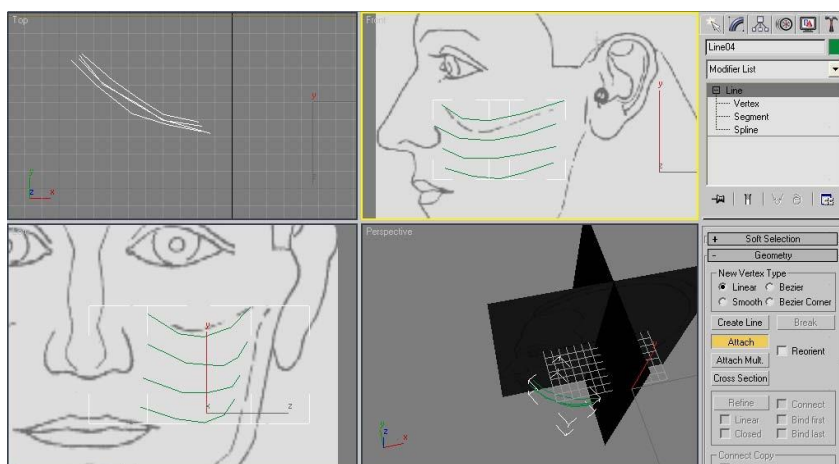 Top
Front
Perspective
y
x
z
y
z
x
y
z
y
z
x
y
z
x
Line04
Modifier List
Line
Vertex
Segment
Spline
+ Soft Selection
- Geometry
New Vertex Type
Linear Bezier
Smooth Bezier Corner
Create Line Break
Attach Reorient
Attach Mult.
Cross Section
Refine Connect
Linear Bind first
Closed Bind last
Connect Copy